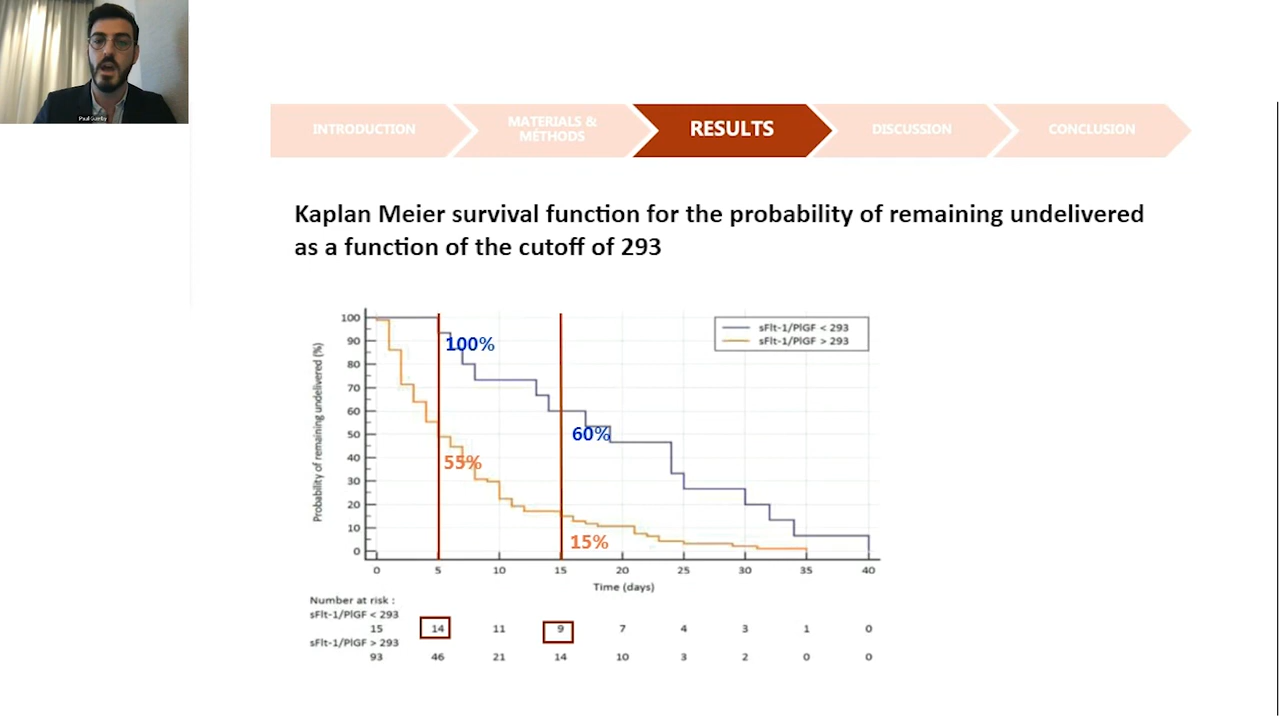 INTRODUCTION
MATERIALS &
MÉTHODS
RESULTS
DISCUSSION
CONCLUSION
Kaplan Meier survival function for the probability of remaining undelivered
as a function of the cutoff of 293
Probability of remaining undelivered (%)
100
90
80
70
60
50
40
30
20
10
0
sFlt-1/PlGF < 293
sFlt-1/PlGF > 293
100%
60%
55%
15%
0 5 10 15 20 25 30 35 40
Time (days)
Number at risk :
sFlt-1/PlGF < 293
15 14 11 9 7 4 3 1 0
sFlt-1/PlGF > 293
93 46 21 14 10 3 2 0 0